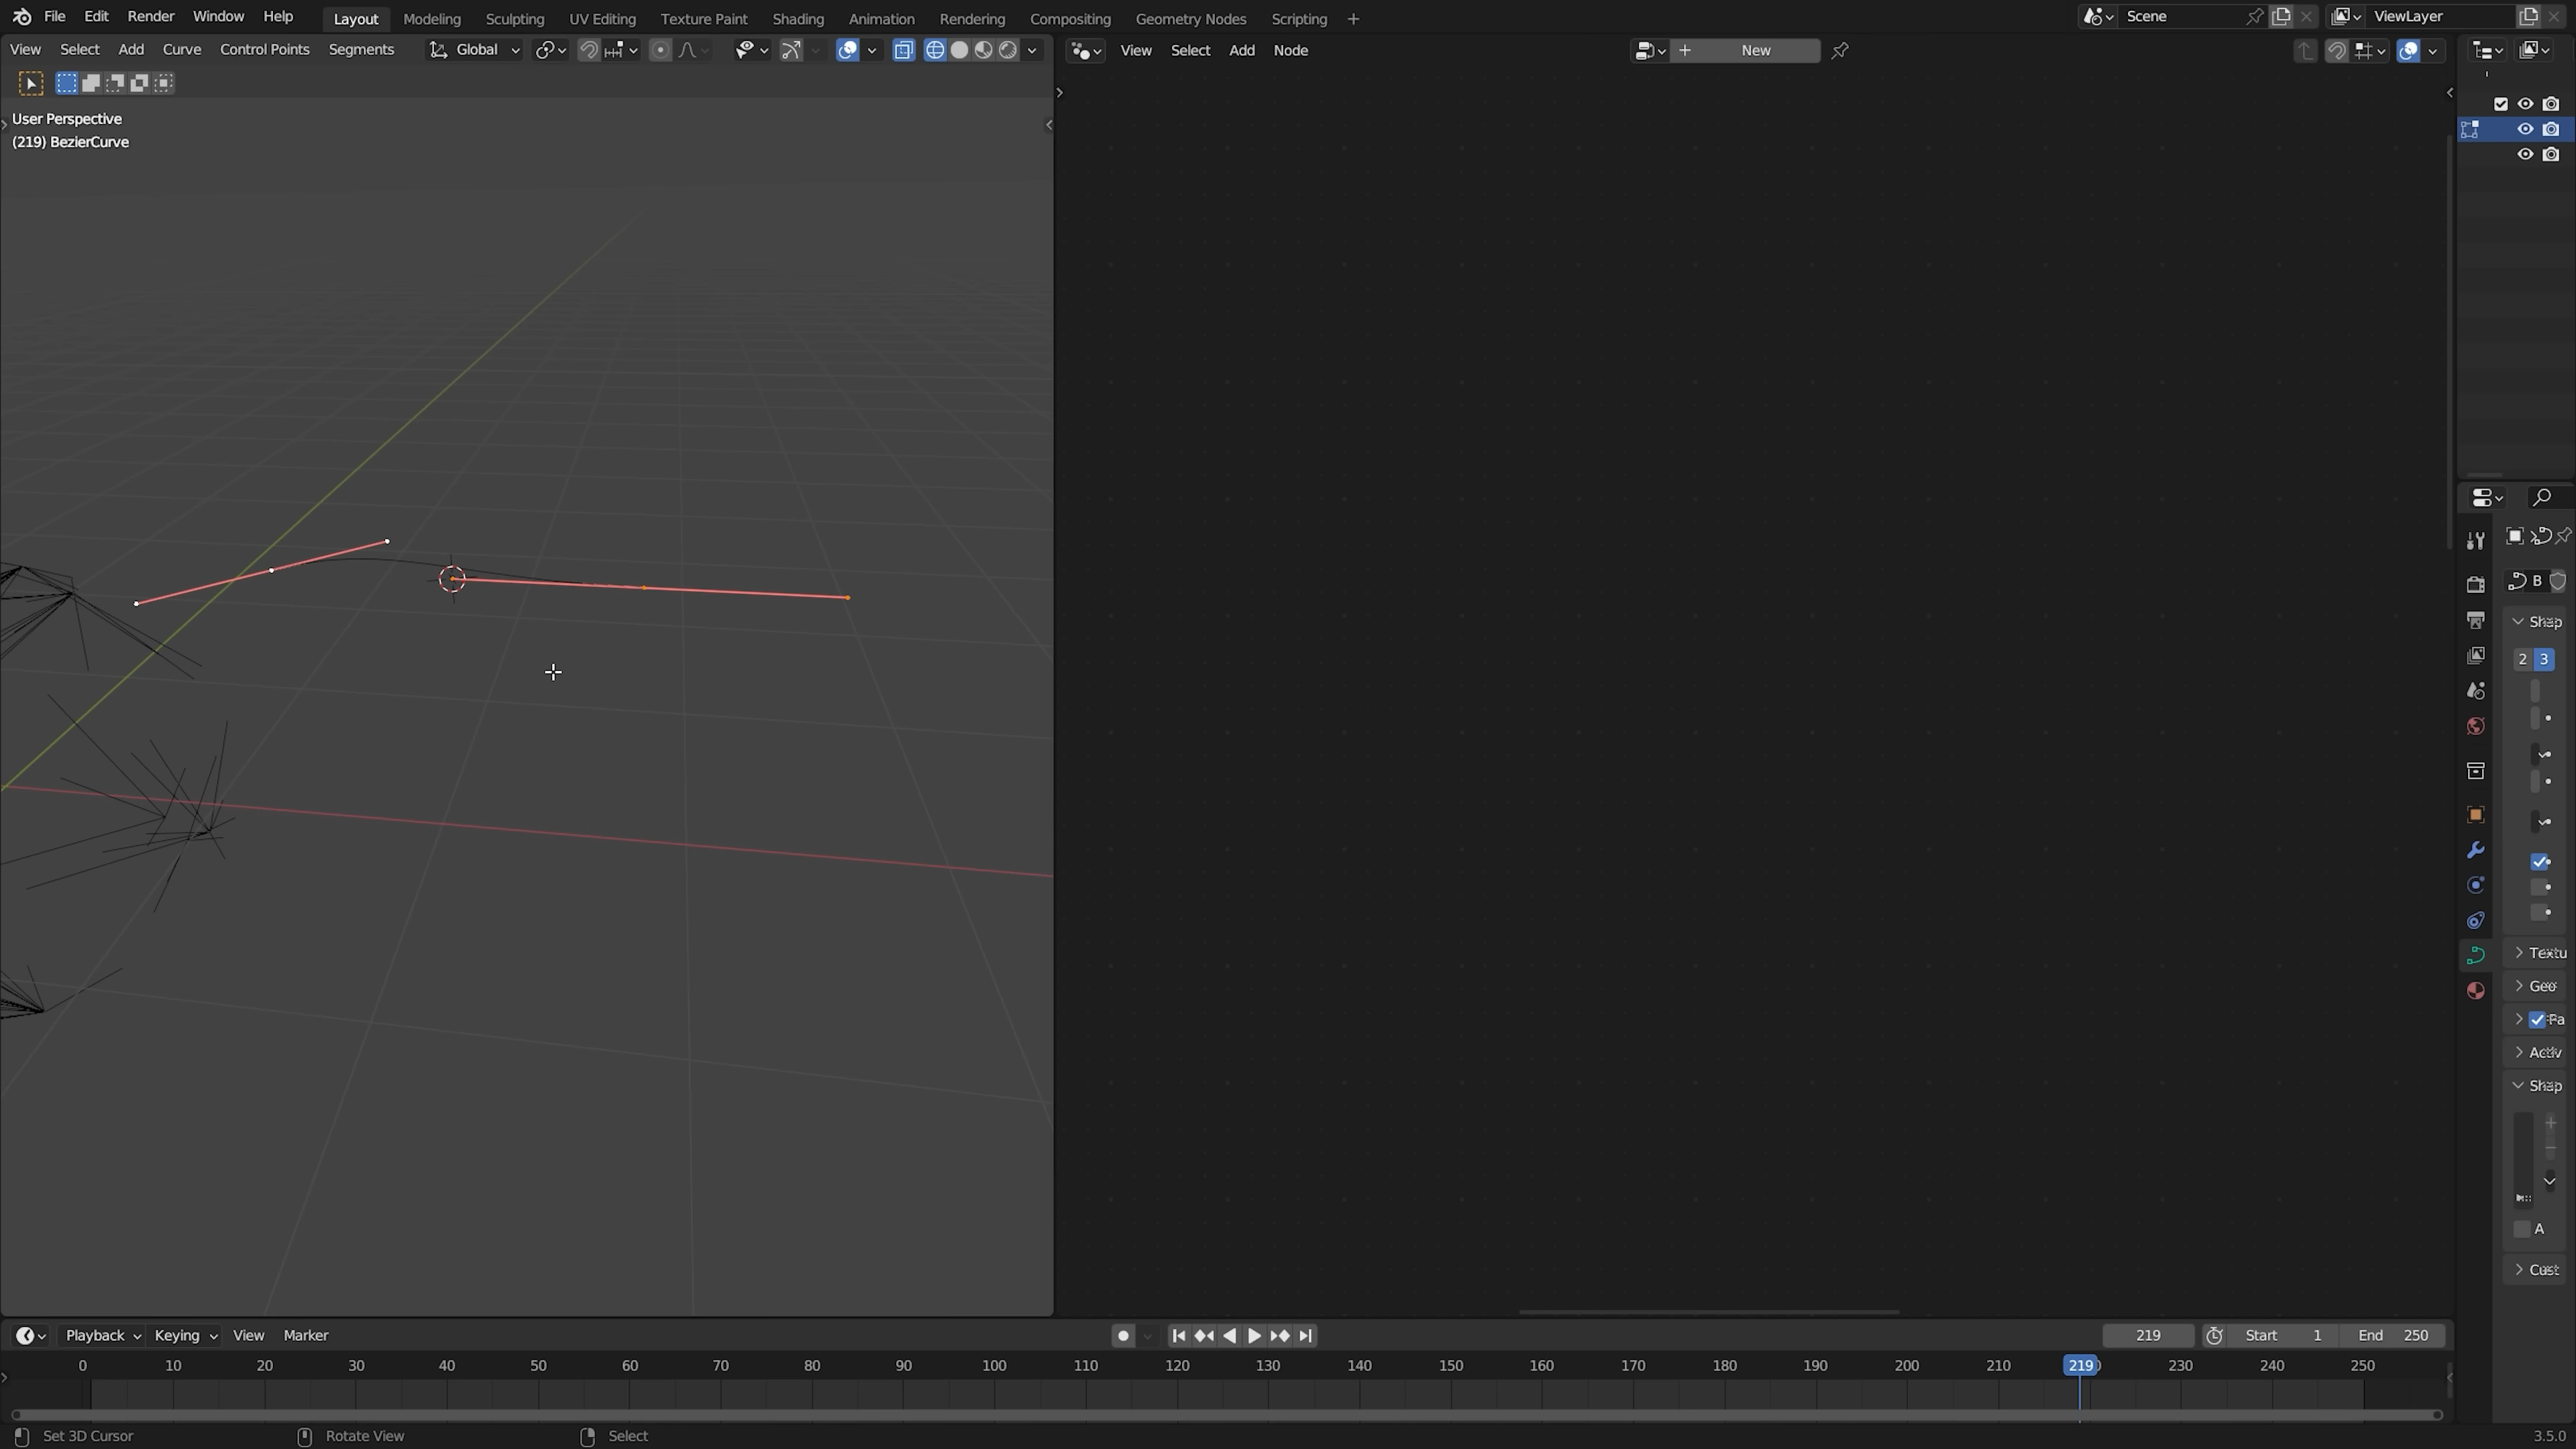 File Edit Render Window Help Layout Modeling Sculpting UV Editing Texture Paint Shading Animation Rendering Compositing Geometry Nodes Scripting + Scene ViewLayer
View Select Add Curve Control Points Segments Global View Select Add Node New
User Perspective
(219) BezierCurve
B
Shap
2 3
Textu
Geo
Pa
Activ
Shap
A
Cust
Playback Keying View Marker 219 Start 1 End 250
0 10 20 30 40 50 60 70 80 90 100 110 120 130 140 150 160 170 180 190 200 210 219 230 240 250
Set 3D Cursor Rotate View Select 3.5.0